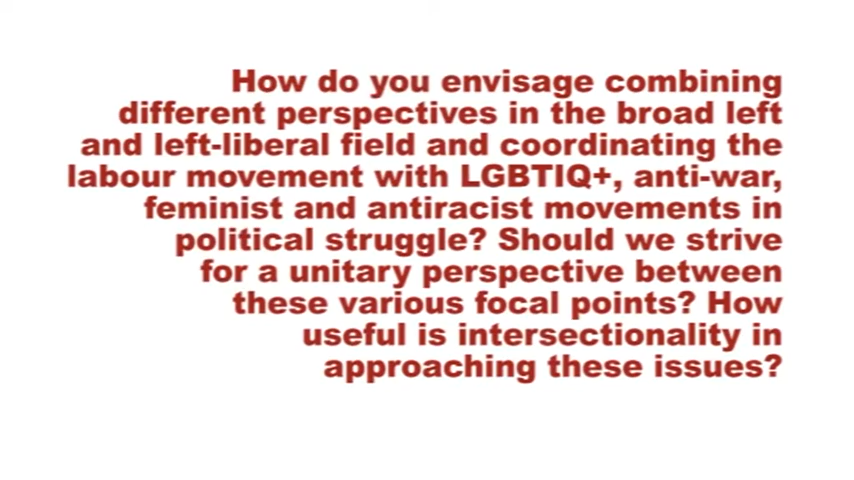 How do you envisage combining
different perspectives in the broad left
and left-liberal field and coordinating the
labour movement with LGBTIQ+, anti-war,
feminist and antiracist movements in
political struggle? Should we strive
for a unitary perspective between
these various focal points? How
useful is intersectionality in
approaching these issues?